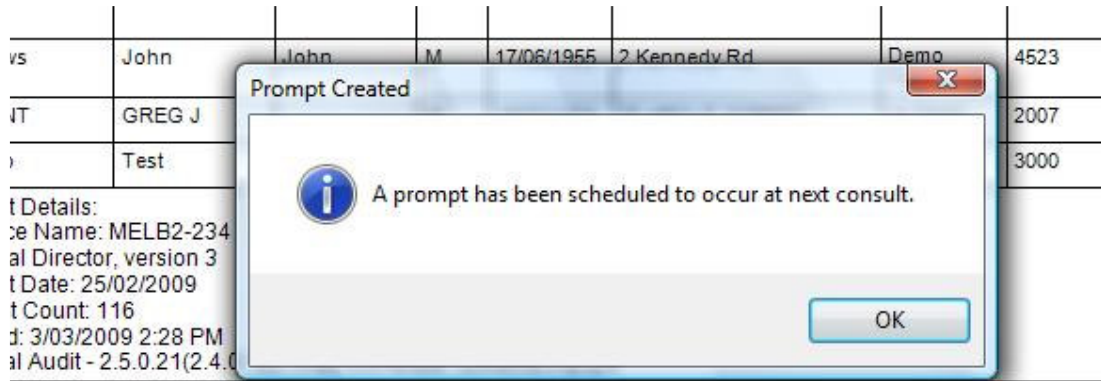 vs John John M 17/06/1955 2 Kennedy Rd Demo 4523
Prompt Created
NT GREG J 2007
Test 3000
A prompt has been scheduled to occur at next consult.
t Details:
ce Name: MELB2-234
al Director, version 3
t Date: 25/02/2009
t Count: 116
OK
d: 3/03/2009 2:28 PM
al Audit - 2.5.0.21(2.4.0